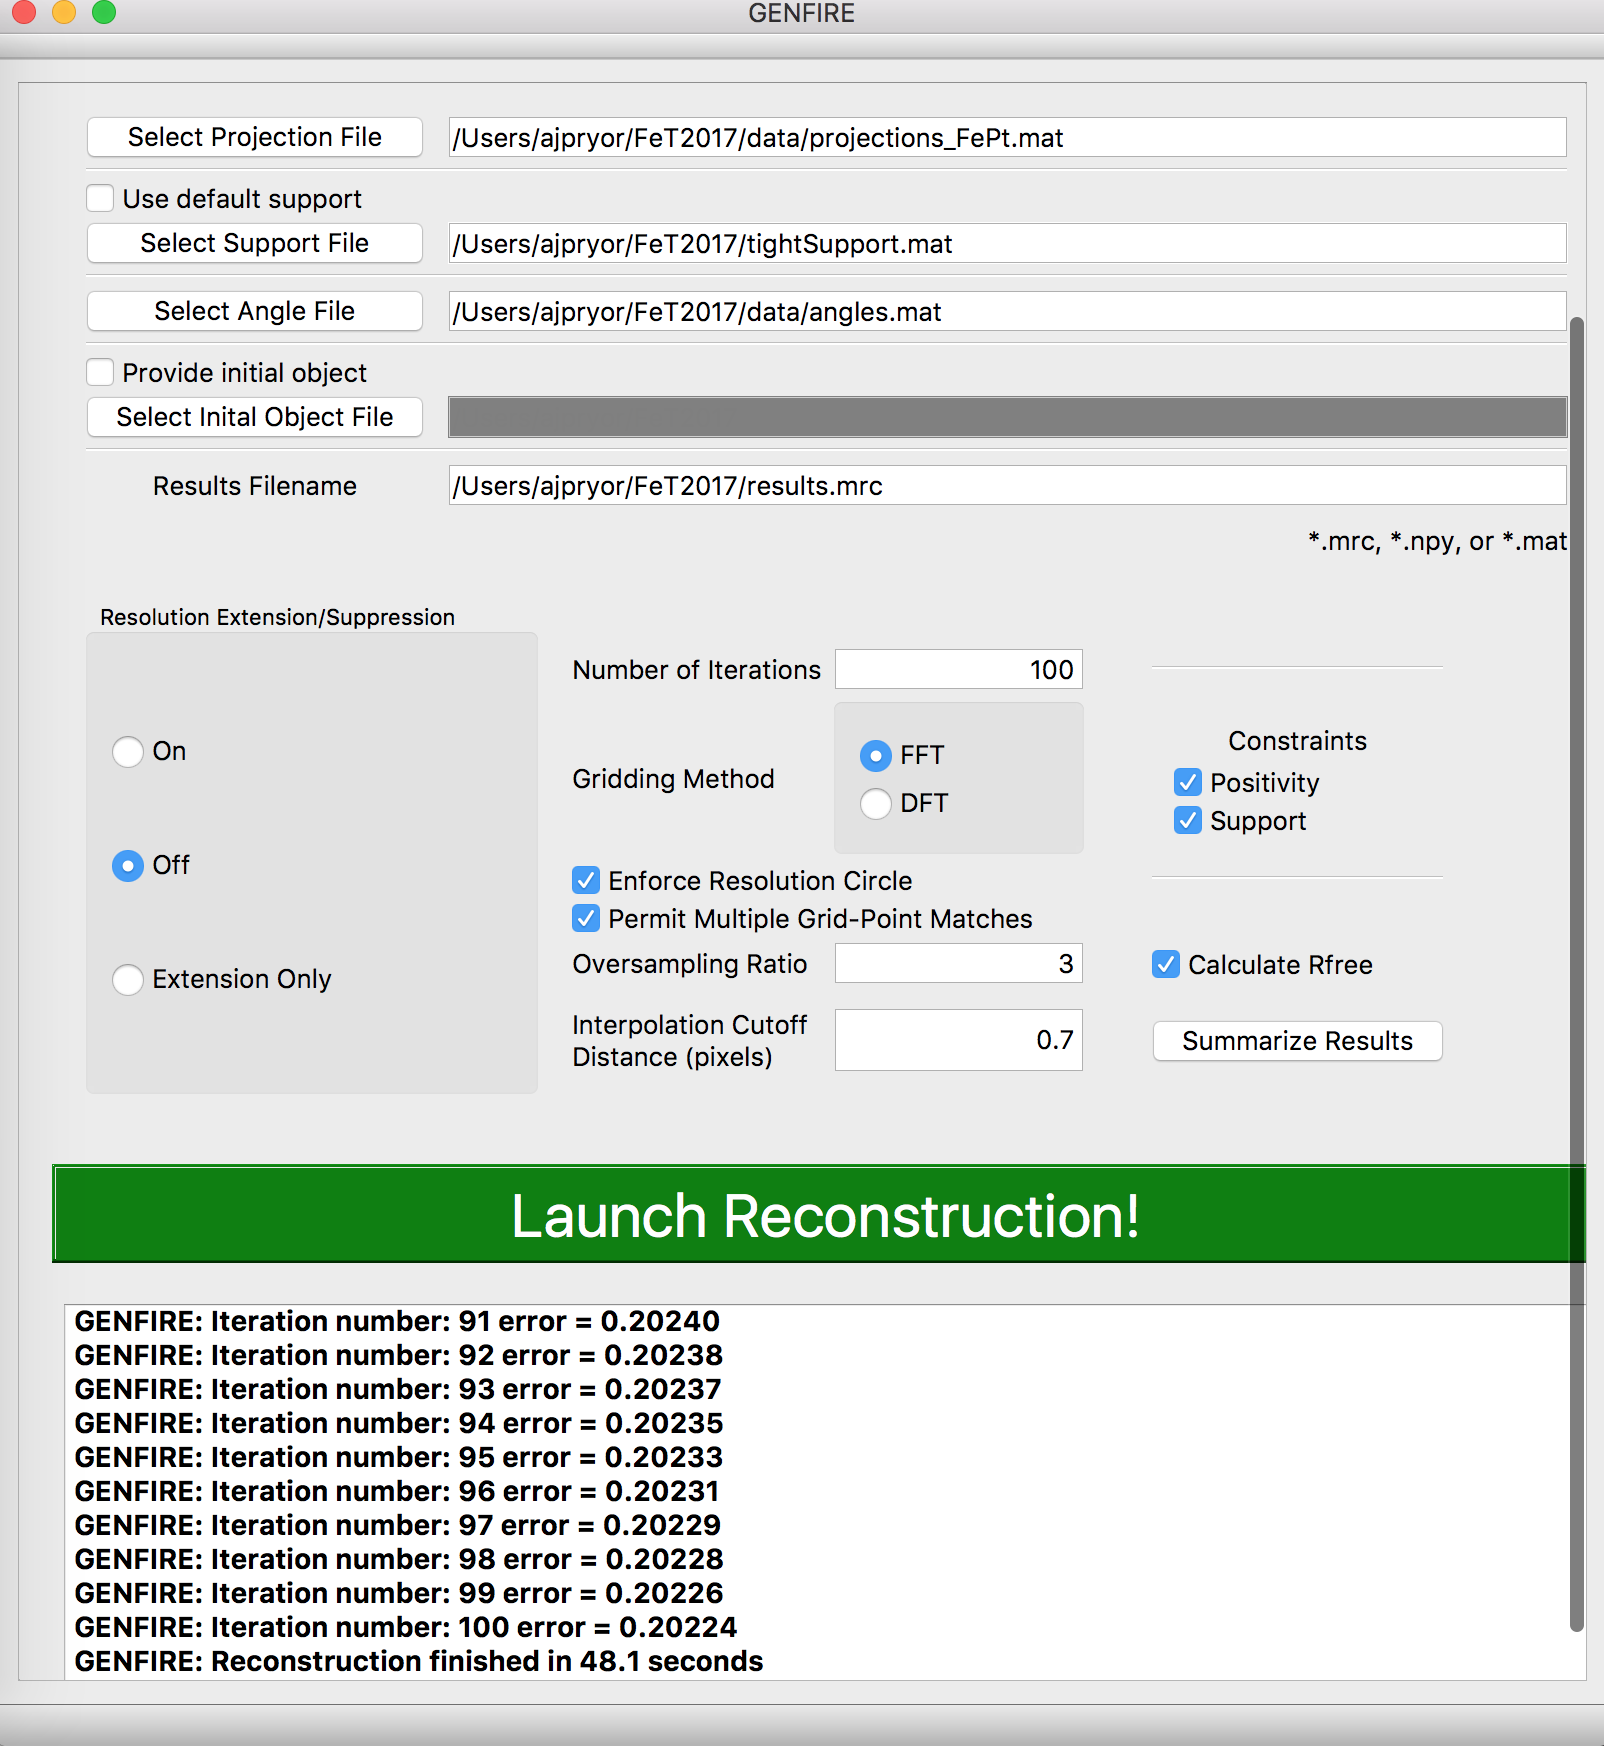 GENFIRE
Select Projection File
/Users/ajpryor/FeT2017/data/projections_FePt.mat
Use default support
Select Support File
/Users/ajpryor/FeT2017/tightSupport.mat
Select Angle File
/Users/ajpryor/FeT2017/data/angles.mat
Provide initial object
Select Inital Object File
Results Filename
/Users/ajpryor/FeT2017/results.mrc
*.mrc, *.npy, or *.mat
Resolution Extension/Suppression
On
Off
Extension Only
Number of Iterations
100
Gridding Method
FFT
DFT
Enforce Resolution Circle
Permit Multiple Grid-Point Matches
Oversampling Ratio
3
Interpolation Cutoff
Distance (pixels)
0.7
Constraints
Positivity
Support
Calculate Rfree
Summarize Results
Launch Reconstruction!
GENFIRE: Iteration number: 91 error = 0.20240
GENFIRE: Iteration number: 92 error = 0.20238
GENFIRE: Iteration number: 93 error = 0.20237
GENFIRE: Iteration number: 94 error = 0.20235
GENFIRE: Iteration number: 95 error = 0.20233
GENFIRE: Iteration number: 96 error = 0.20231
GENFIRE: Iteration number: 97 error = 0.20229
GENFIRE: Iteration number: 98 error = 0.20228
GENFIRE: Iteration number: 99 error = 0.20226
GENFIRE: Iteration number: 100 error = 0.20224
GENFIRE: Reconstruction finished in 48.1 seconds